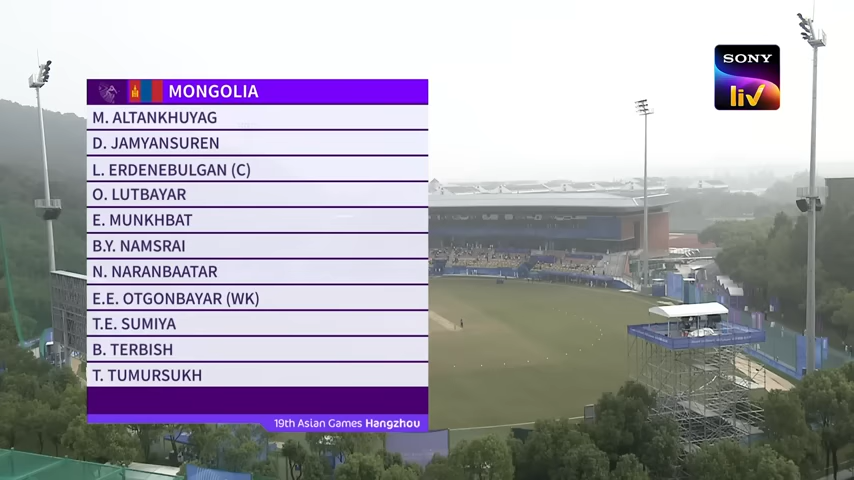 SONY
liv
MONGOLIA
M. ALTANKHUYAG
D. JAMYANSUREN
L. ERDENEBULGAN (C)
O. LUTBAYAR
E. MUNKHBAT
B.Y. NAMSRAI
N. NARANBAATAR
E.E. OTGONBAYAR (WK)
T.E. SUMIYA
B. TERBISH
T. TUMURSUKH
19th Asian Games Hangzhou